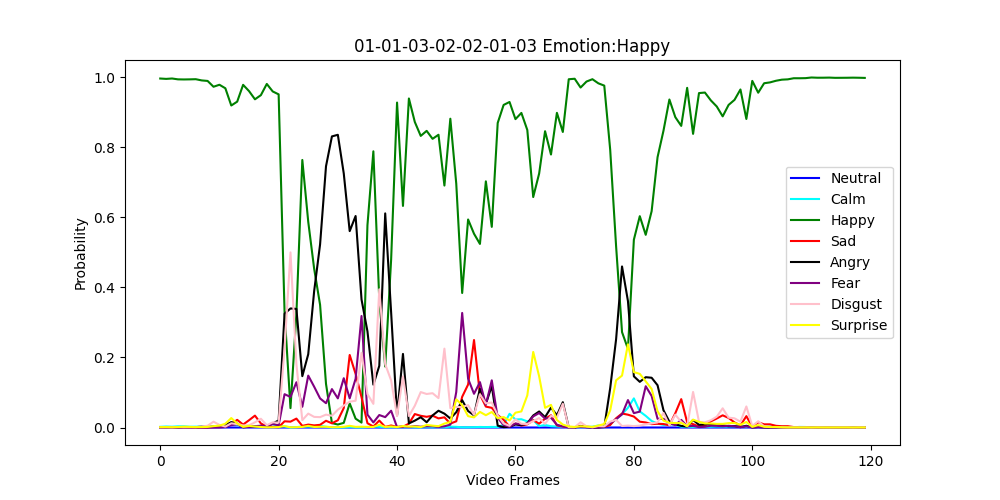 01-01-03-02-02-01-03 Emotion:Happy
1.0
0.8
0.6
0.4
0.2
0.0
Probability
0 20 40 60 80 100 120
Video Frames
Neutral
Calm
Happy
Sad
Angry
Fear
Disgust
Surprise